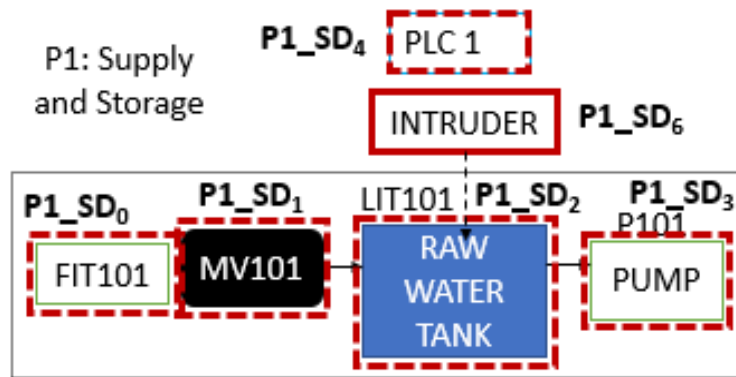 P1: Supply
and Storage
P1_SD₄
PLC 1
INTRUDER
P1_SD₆
P1_SD₀
P1_SD₁
LIT101
P1_SD₂
P1_SD₃
P101
FIT101
MV101
RAW
WATER
TANK
PUMP